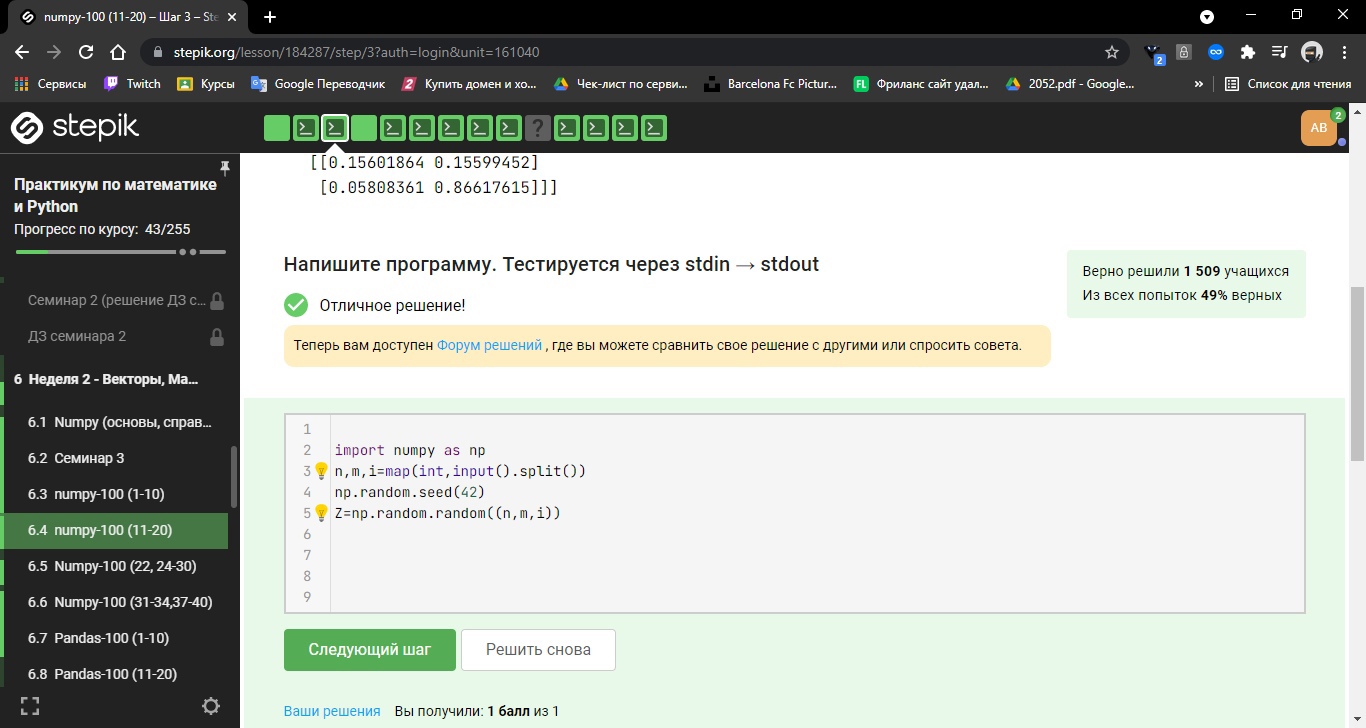 numpy-100 (11-20) – Шаг 3 – Ste
stepik.org/lesson/184287/step/3?auth=login&unit=161040
2
Сервисы Twitch Курсы Google Переводчик Купить домен и хо... Чек-лист по серви... Barcelona Fc Pictur... FL Фриланс сайт удал... 2052.pdf - Google... » Список для чтения
stepik
?
AB
2
Практикум по математике
и Python
Прогресс по курсу: 43/255
Семинар 2 (решение ДЗ с...
ДЗ семинара 2
6 Неделя 2 - Векторы, Ма...
6.1 Numpy (основы, справ...
6.2 Семинар 3
6.3 numpy-100 (1-10)
6.4 numpy-100 (11-20)
6.5 Numpy-100 (22, 24-30)
6.6 Numpy-100 (31-34,37-40)
6.7 Pandas-100 (1-10)
6.8 Pandas-100 (11-20)
[[0.15601864 0.15599452]
[0.05808361 0.86617615]]]
Напишите программу. Тестируется через stdin → stdout
Отличное решение!
Верно решили 1 509 учащихся
Из всех попыток 49% верных
Теперь вам доступен Форум решений , где вы можете сравнить свое решение с другими или спросить совета.
1
2 import numpy as np
3 n,m,i=map(int,input().split())
4 np.random.seed(42)
5 Z=np.random.random((n,m,i))
6
7
8
9
Следующий шаг Решить снова
Ваши решения Вы получили: 1 балл из 1